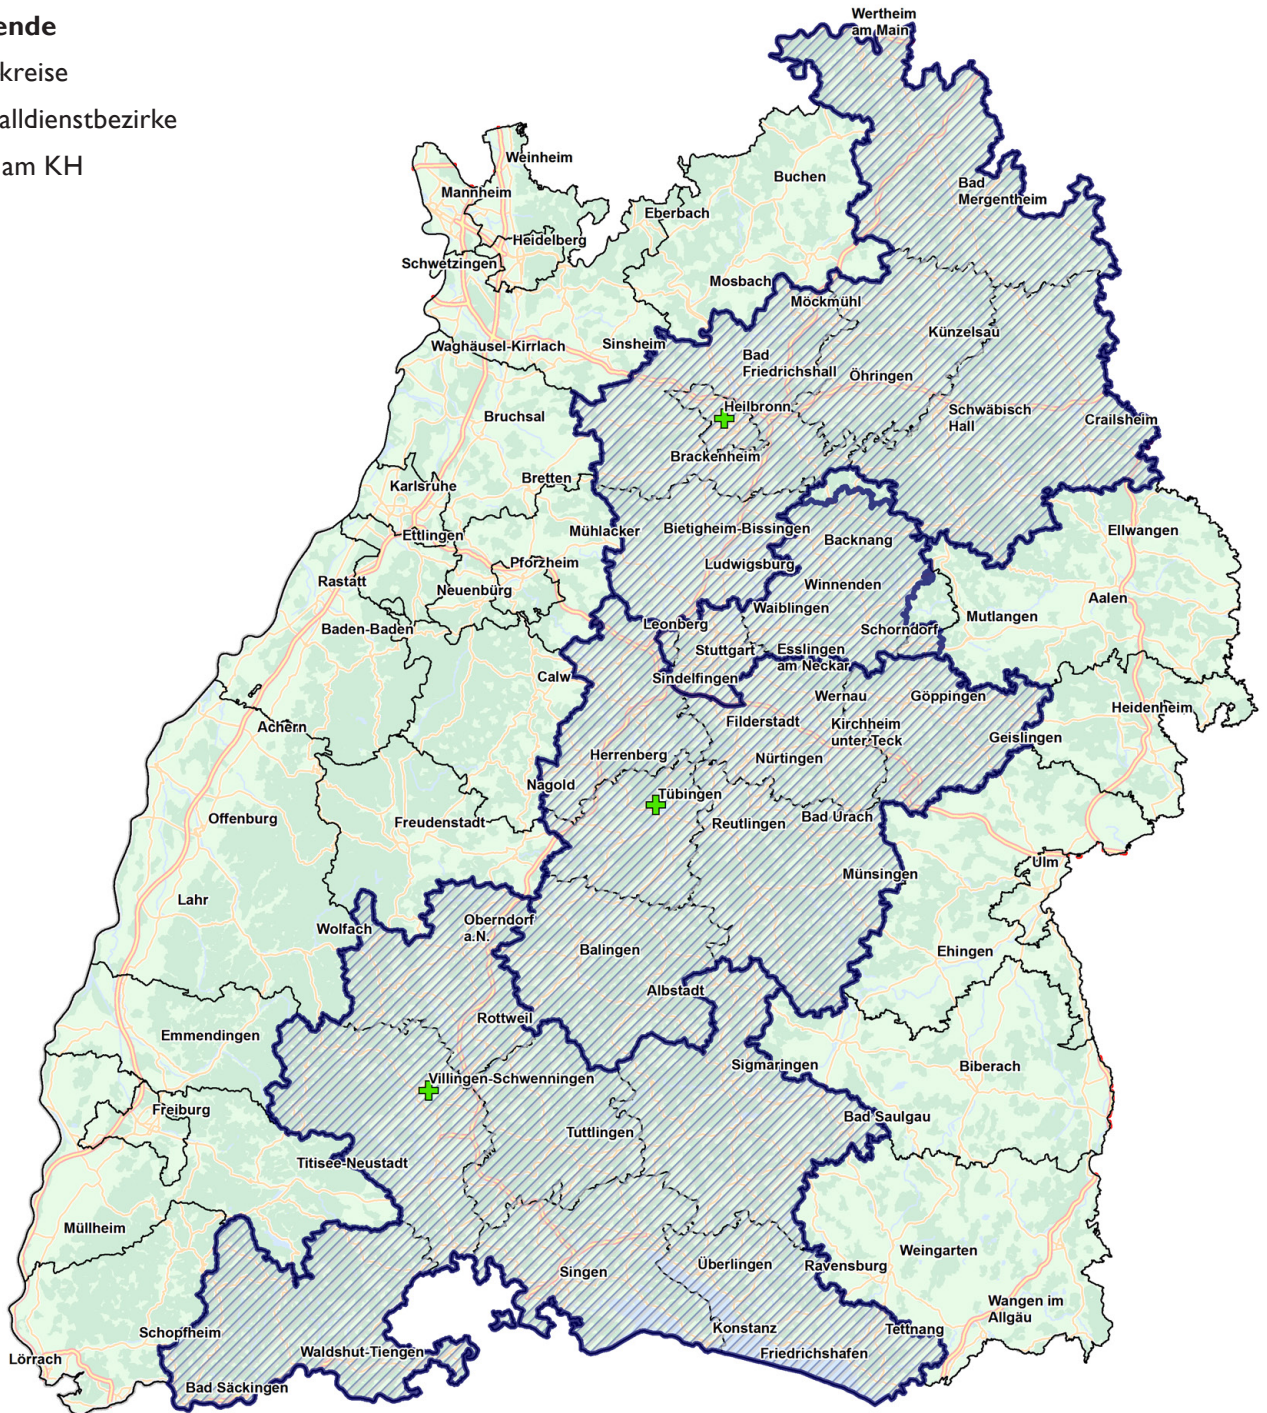 ende
kreise
alldienstbezirke
am KH
Wertheim
am Main
Weinheim
Mannheim
Buchen
Bad
Mergentheim
Eberbach
Heidelberg
Schwetzingen
Mosbach
Möckmühl
Künzelsau
Sinsheim
Waghäusel-Kirrlach
Bad
Friedrichshall
Öhringen
Heilbronn
Schwäbisch
Hall
Crailsheim
Bruchsal
Brackenheim
Bretten
Karlsruhe
Bietigheim-Bissingen
Mühlacker
Ettlingen
Backnang
Ellwangen
Pforzheim
Ludwigsburg
Rastatt
Neuenbürg
Winnenden
Aalen
Waiblingen
Mutlangen
Baden-Baden
Leonberg
Schorndorf
Stuttgart
Esslingen
am Neckar
Calw
Sindelfingen
Wernau
Göppingen
Heidenheim
Achern
Filderstadt
Kirchheim
unter Teck
Geislingen
Herrenberg
Nürtingen
Nagold
Tübingen
Offenburg
Freudenstadt
Reutlingen
Bad Urach
Ulm
Münsingen
Lahr
Wolfach
Oberndorf
a.N.
Balingen
Ehingen
Albstadt
Rottweil
Emmendingen
Sigmaringen
Biberach
Villingen-Schwenningen
Freiburg
Bad Saulgau
Tuttlingen
Titisee-Neustadt
Müllheim
Weingarten
Überlingen
Ravensburg
Singen
Wangen im
Allgäu
Schopfheim
Konstanz
Tettnang
Lörrach
Waldshut-Tiengen
Friedrichshafen
Bad Säckingen